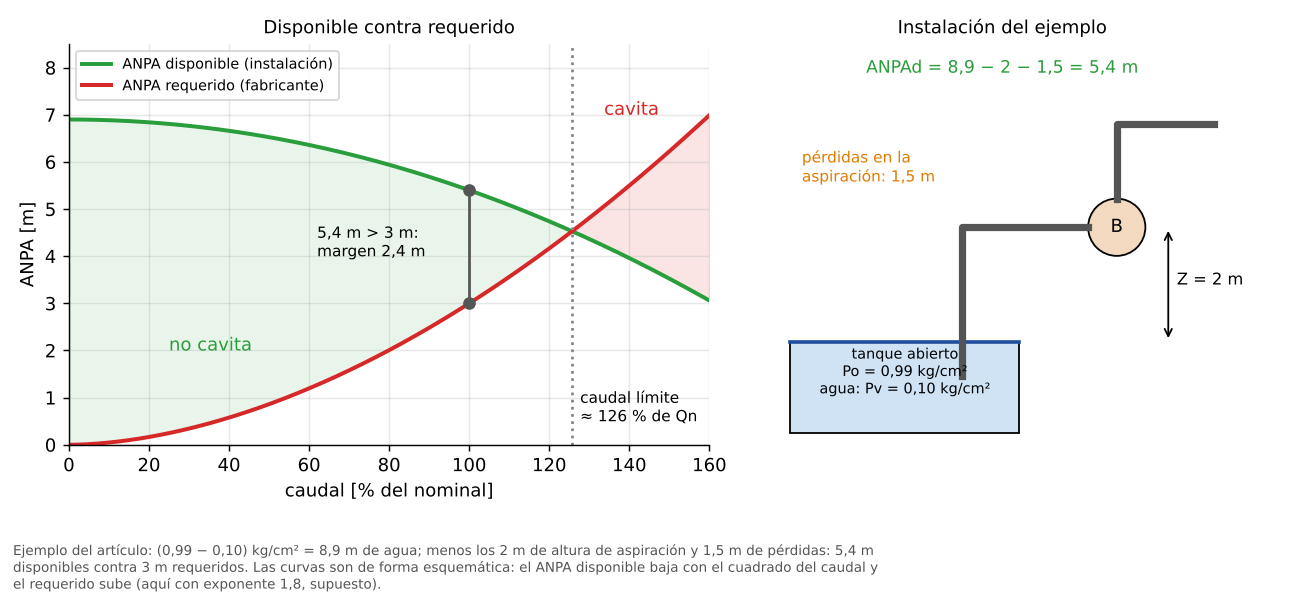 Disponible contra requerido
ANPA disponible (instalación)
ANPA requerido (fabricante)
ANPA [m]
8
7
6
5
4
3
2
1
0
0 20 40 60 80 100 120 140 160
caudal [% del nominal]
cavita
5,4 m > 3 m:
margen 2,4 m
no cavita
caudal límite
≈ 126 % de Qn
Instalación del ejemplo
ANPAd = 8,9 − 2 − 1,5 = 5,4 m
pérdidas en la
aspiración: 1,5 m
B
Z = 2 m
tanque abierto
Po = 0,99 kg/cm²
agua: Pv = 0,10 kg/cm²
Ejemplo del artículo: (0,99 − 0,10) kg/cm² = 8,9 m de agua; menos los 2 m de altura de aspiración y 1,5 m de pérdidas: 5,4 m
disponibles contra 3 m requeridos. Las curvas son de forma esquemática: el ANPA disponible baja con el cuadrado del caudal y
el requerido sube (aquí con exponente 1,8, supuesto).